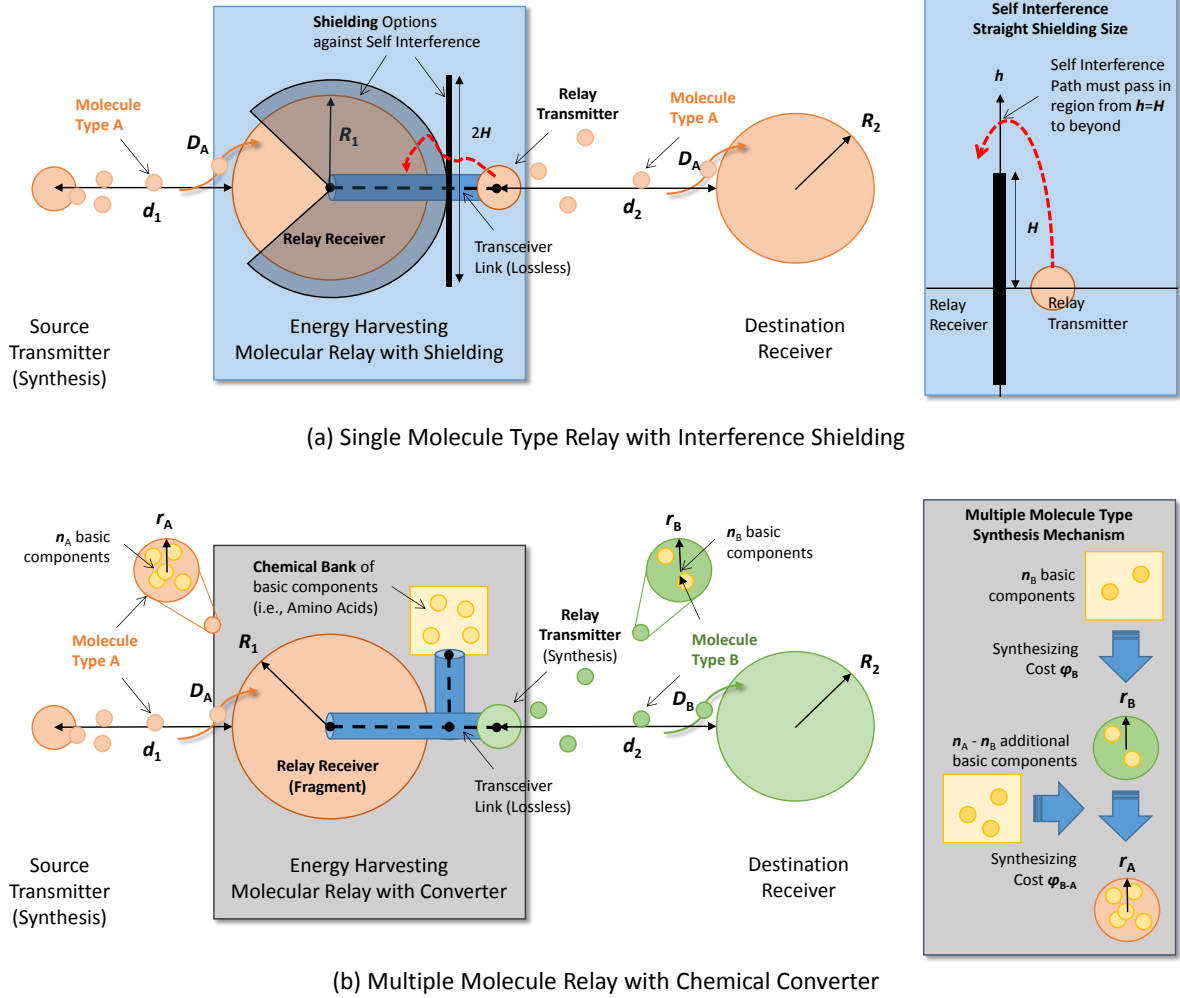 Shielding Options
against Self Interference
Molecule
Type A
D_A
R_1
2H
Relay
Transmitter
Molecule
Type A
D_A
R_2
d_1
d_2
Relay Receiver
Transceiver
Link (Lossless)
Source
Transmitter
(Synthesis)
Energy Harvesting
Molecular Relay with Shielding
Destination
Receiver
Self Interference
Straight Shielding Size
h
Self Interference
Path must pass in
region from h=H
to beyond
H
Relay
Receiver
Relay
Transmitter
(a) Single Molecule Type Relay with Interference Shielding
r_A
n_A basic
components
Molecule
Type A
D_A
d_1
R_1
Chemical Bank of
basic components
(i.e., Amino Acids)
Relay
Transmitter
(Synthesis)
r_B
n_B basic
components
Molecule
Type B
D_B
R_2
d_2
Relay Receiver
(Fragment)
Transceiver
Link (Lossless)
Source
Transmitter
(Synthesis)
Energy Harvesting
Molecular Relay with Converter
Destination
Receiver
Multiple Molecule Type
Synthesis Mechanism
n_B basic
components
Synthesizing
Cost φ_B
r_B
n_A - n_B additional
basic components
Synthesizing
Cost φ_B-A
r_A
(b) Multiple Molecule Relay with Chemical Converter